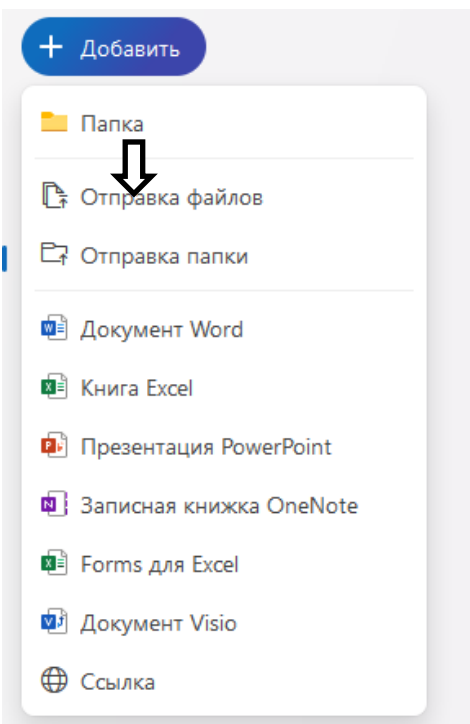 Добавить
Папка
Отправка файлов
Отправка папки
Документ Word
Книга Excel
Презентация PowerPoint
Записная книжка OneNote
Forms для Excel
Документ Visio
Ссылка